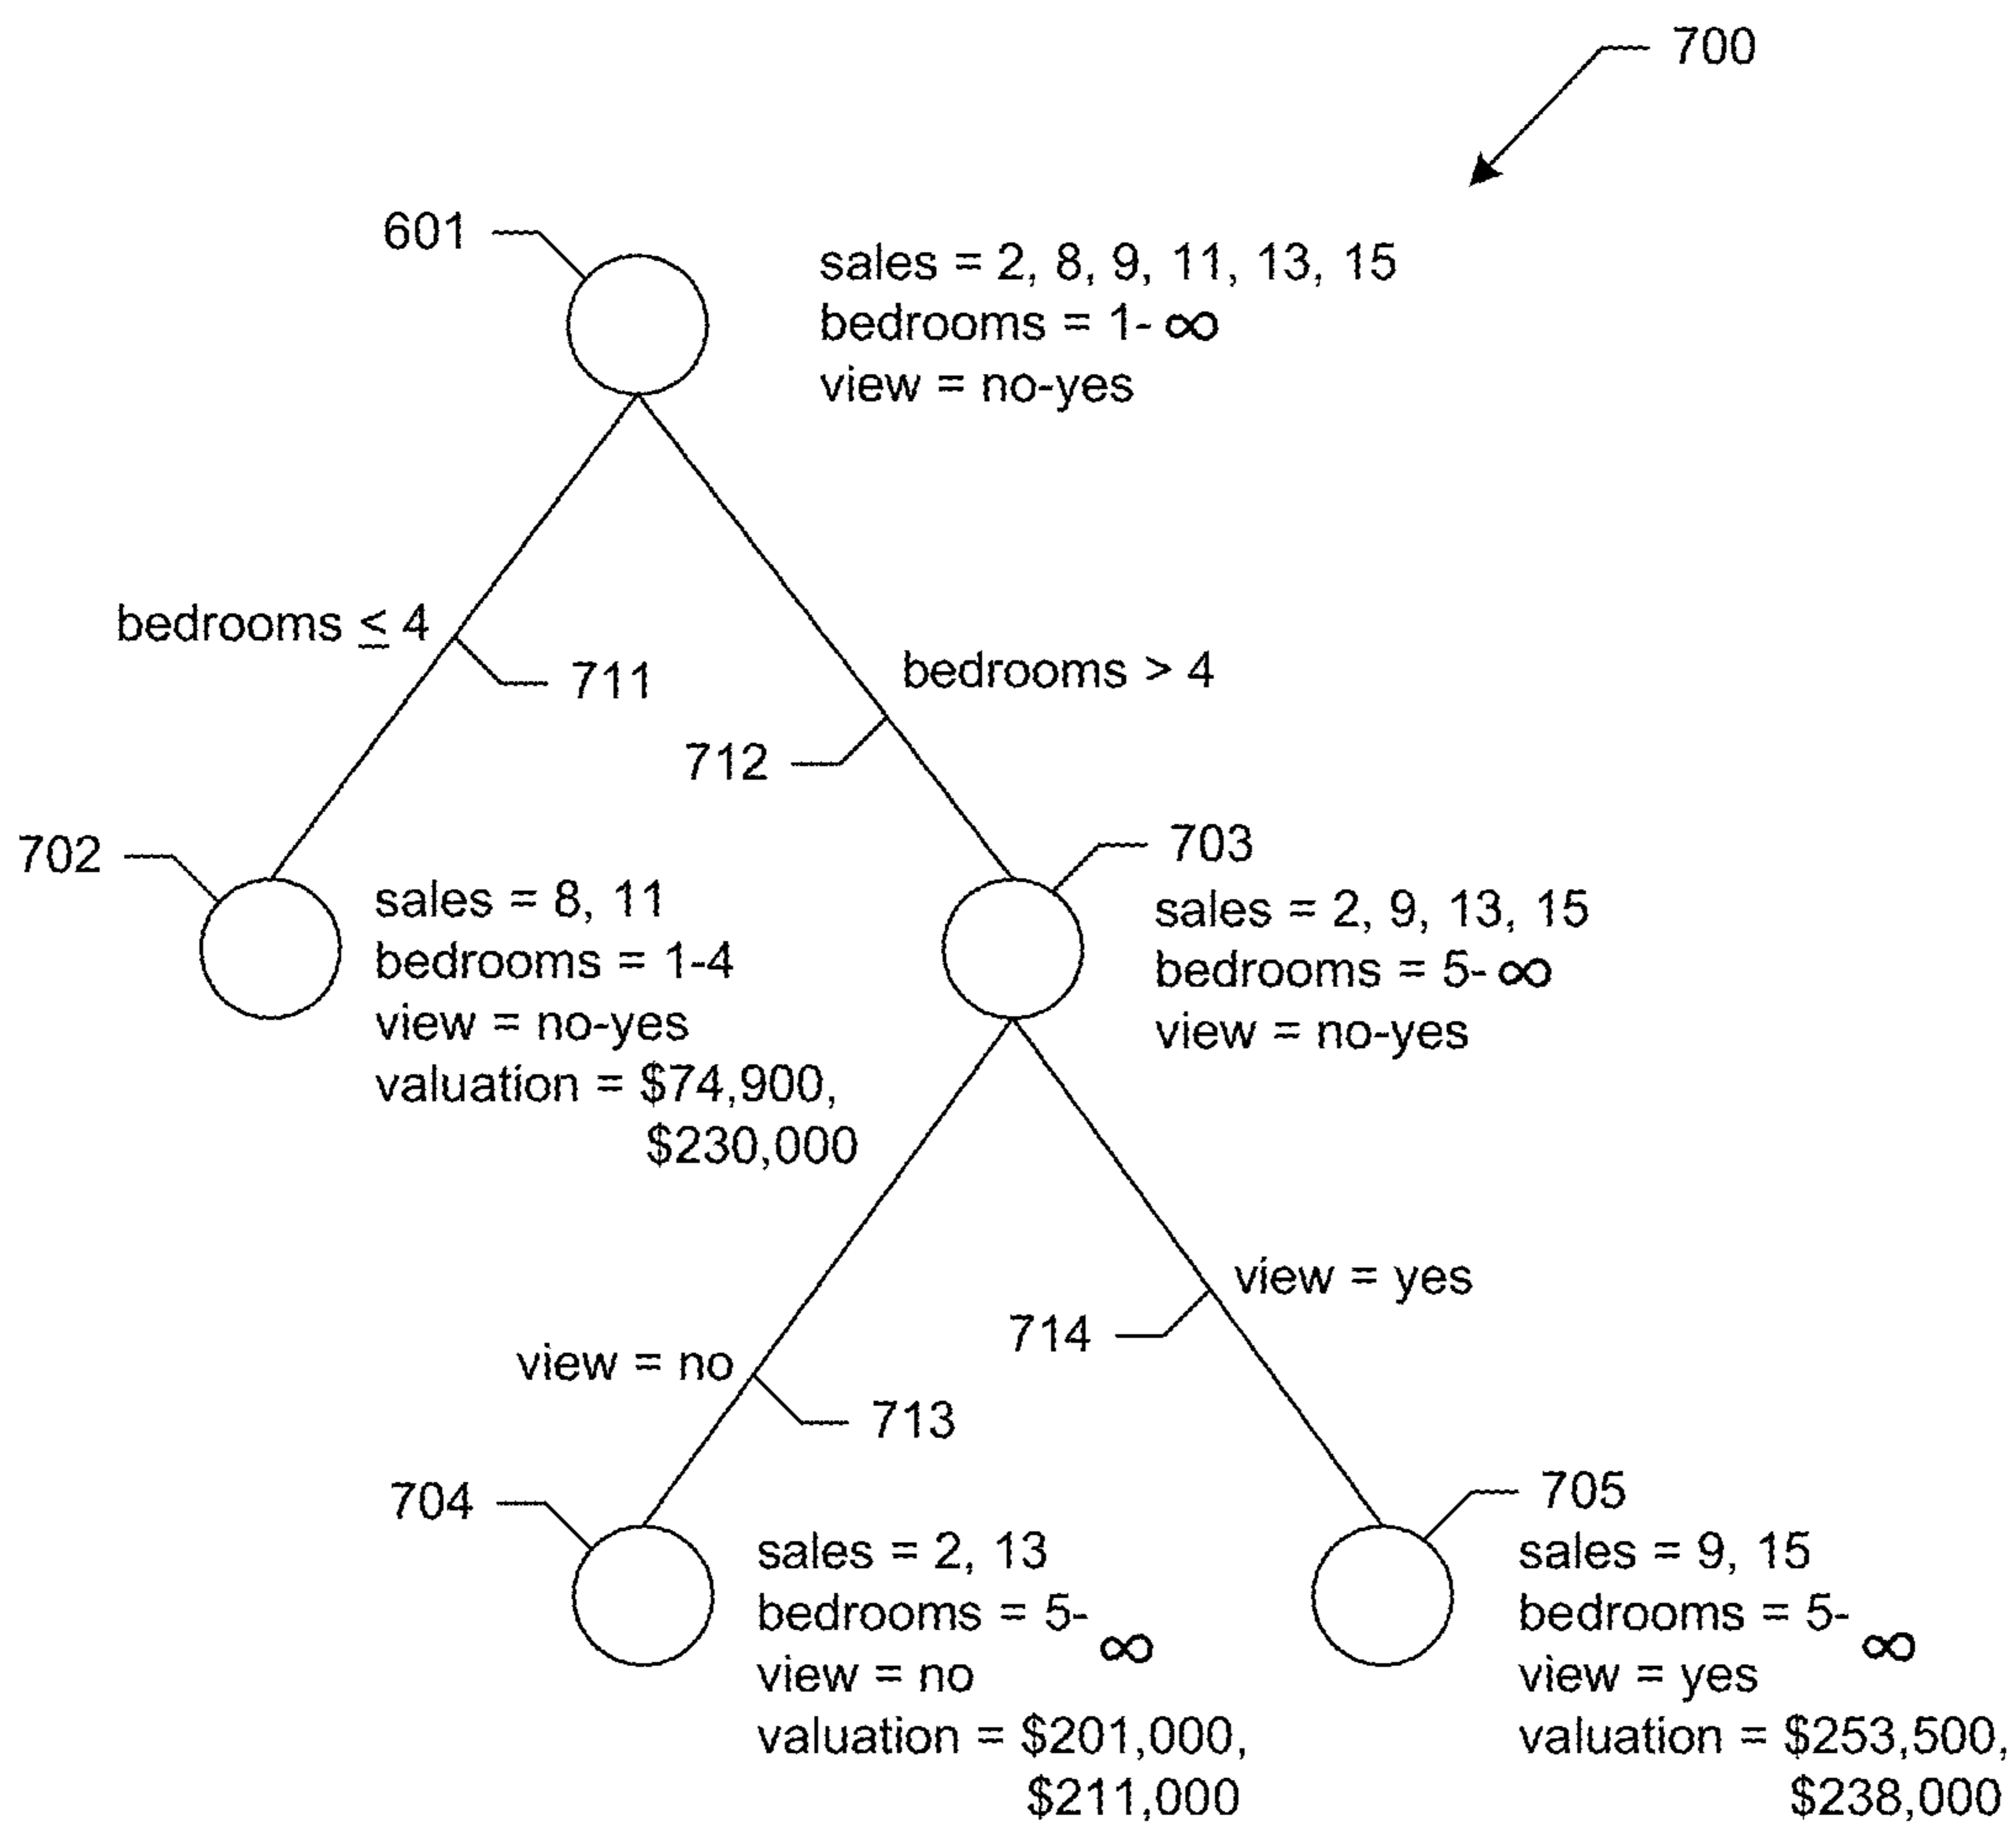 700
601
sales = 2, 8, 9, 11, 13, 15
bedrooms = 1-∞
view = no-yes
bedrooms ≤ 4
711
bedrooms > 4
712
702
sales = 8, 11
bedrooms = 1-4
view = no-yes
valuation = $74,900,
$230,000
703
sales = 2, 9, 13, 15
bedrooms = 5-∞
view = no-yes
view = yes
714
view = no
713
704
sales = 2, 13
bedrooms = 5-∞
view = no
valuation = $201,000,
$211,000
705
sales = 9, 15
bedrooms = 5-∞
view = yes
valuation = $253,500,
$238,000